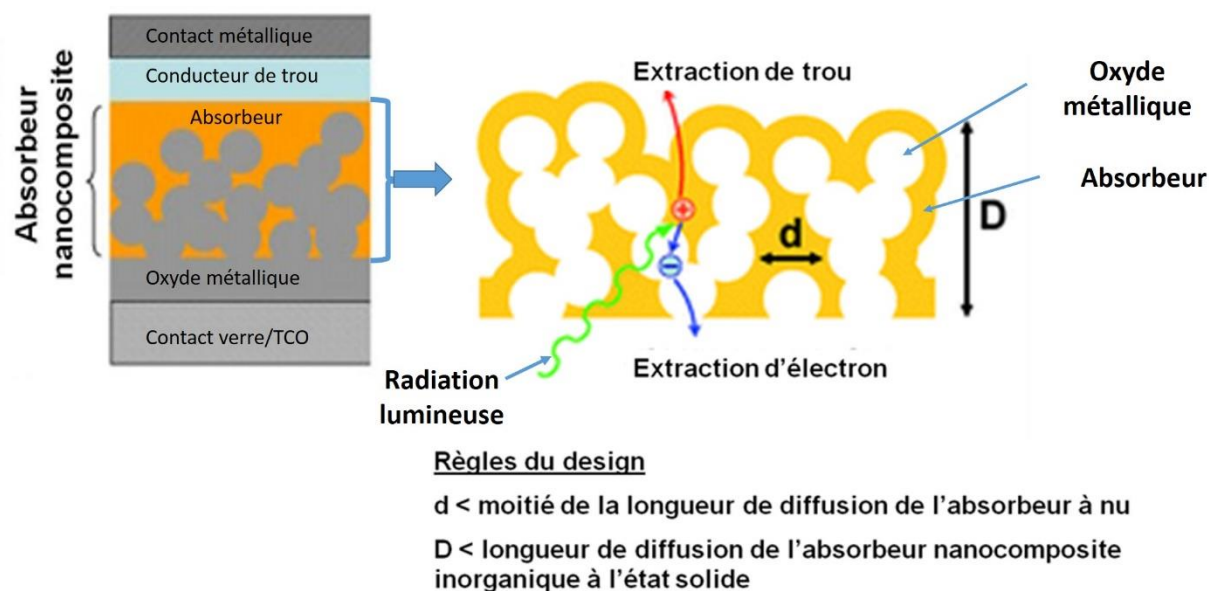 Contact métallique
Conducteur de trou
Absorbeur
Absorbeur
nanocomposite
Oxyde métallique
Contact verre/TCO
Extraction de trou
Oxyde
métallique
Absorbeur
d
D
+
−
Radiation
lumineuse
Extraction d'électron
Règles du design
d < moitié de la longueur de diffusion de l'absorbeur à nu
D < longueur de diffusion de l'absorbeur nanocomposite
inorganique à l'état solide